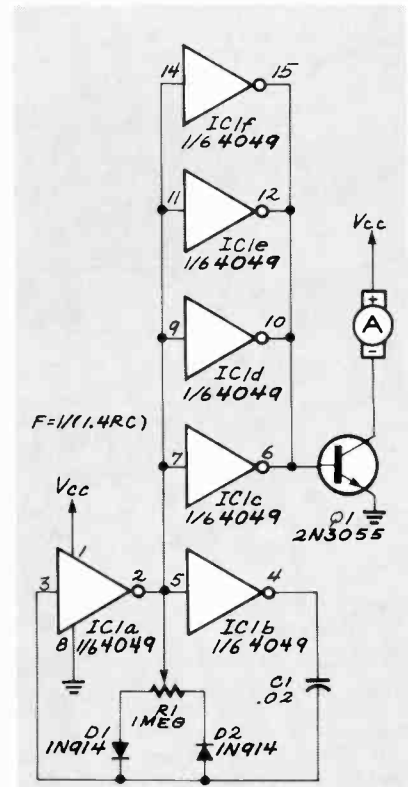 14 15
IC1f
1/6 4049
11 12
IC1e
1/6 4049
Vcc
9 10
IC1d
1/6 4049
+
A
-
F=1/(1.4RC)
7 6
IC1c
1/6 4049
Q1
2N3055
Vcc
1
3 2 5 4
8 IC1a
1/6 4049
IC1b
1/6 4049
C1
.02
R1
1MEG
D1
1N914
D2
1N914